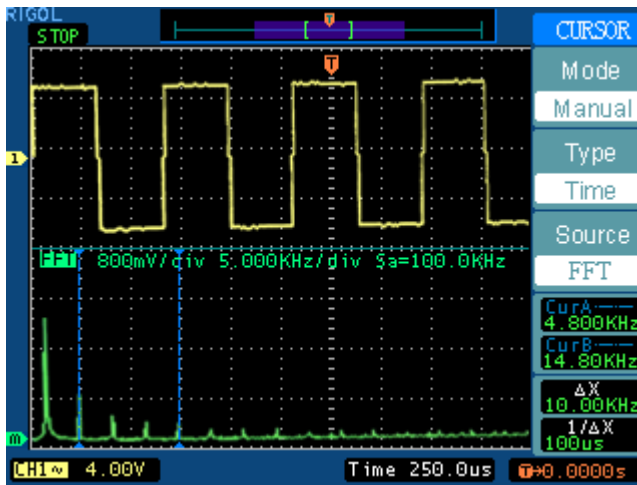 RIGOL
STOP
T
T
1
FFT 800mV/div 5.000KHz/div Sa=100.0KHz
m
CH1~ 4.00V
Time 250.0us
T→0.0000s
CURSOR
Mode
Manual
Type
Time
Source
FFT
CurA
4.800KHz
CurB
14.80KHz
ΔX
10.00KHz
1/ΔX
100us